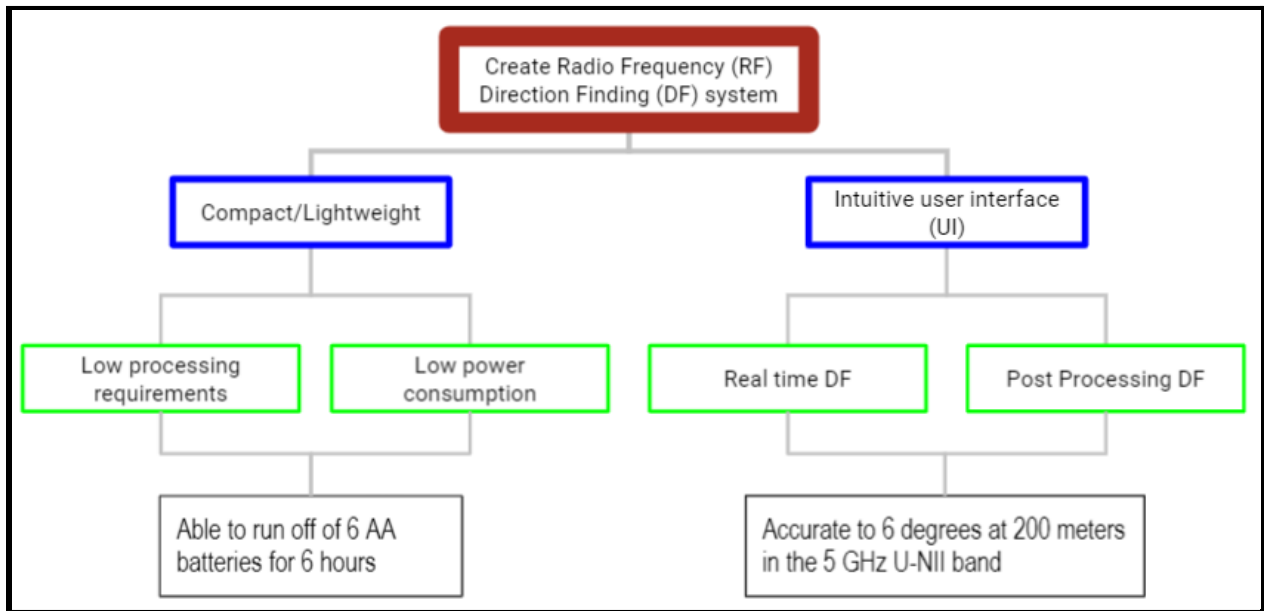 Create Radio Frequency (RF)
Direction Finding (DF) system
Compact/Lightweight
Intuitive user interface
(UI)
Low processing
requirements
Low power
consumption
Real time DF
Post Processing DF
Able to run off of 6 AA
batteries for 6 hours
Accurate to 6 degrees at 200 meters
in the 5 GHz U-NII band